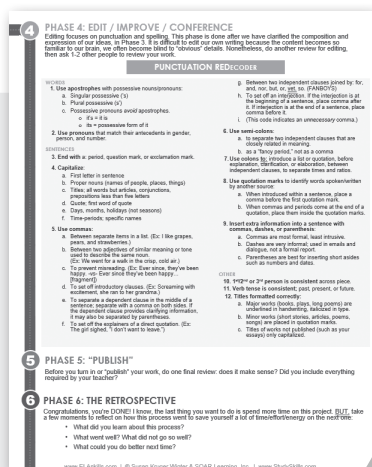 4 PHASE 4: EDIT / IMPROVE / CONFERENCE
Editing focuses on punctuation and spelling. This phase is done after we have clarified the composition and
expression of our ideas, in Phase 3. It is difficult to edit our own writing because the content becomes so
familiar to our brain, we often become blind to "obvious" details. Nonetheless, do another review for editing,
then ask 1-2 other people to review your work.
PUNCTUATION REDECODER
WORDS
1. Use apostrophes with possessive nouns/pronouns:
a. Singular possessive ('s)
b. Plural possessive (s')
c. Possessive pronouns avoid apostrophes.
o it's = it is
o its = possessive form of it
2. Use pronouns that match their antecedents in gender,
person, and number.
SENTENCES
3. End with a: period, question mark, or exclamation mark.
4. Capitalize:
a. First letter in sentence
b. Proper nouns (names of people, places, things)
c. Titles; all words but articles, conjunctions,
prepositions less than five letters
d. Quote; first word of quote
e. Days, months, holidays (not seasons)
f. Time-periods; specific names
5. Use commas:
a. Between separate items in a list. (Ex: I like grapes,
pears, and strawberries.)
b. Between two adjectives of similar meaning or tone
used to describe the same noun.
(Ex: We went for a walk in the crisp, cold air.)
c. To prevent misreading. (Ex: Ever since, they've been
happy -vs- Ever since they've been happy...
[fragment])
d. To set off introductory clauses. (Ex: Screaming with
excitement, she ran to her grandma.)
e. To separate a dependent clause in the middle of a
sentence; separate with a comma on both sides. If
the dependent clause provides clarifying information,
it may also be separated by parentheses.
f. To set off the explainers of a direct quotation. (Ex:
The girl sighed, "I don't want to leave.")
g. Between two independent clauses joined by: for,
and, nor, but, or, yet, so. (FANBOYS)
h. To set off an interjection. If the interjection is at
the beginning of a sentence, place comma after
it. If interjection is at the end of a sentence, place
comma before it.
i. (This code indicates an unnecessary comma.)
6. Use semi-colons:
a. to separate two independent clauses that are
closely related in meaning.
b. as a "fancy period," not as a comma
7. Use colons to: introduce a list or quotation, before
explanation, clarification, or elaboration, between
independent clauses, to separate times and ratios.
8. Use quotation marks to identify words spoken/written
by another source:
a. When introduced within a sentence, place a
comma before the first quotation mark.
b. When commas and periods come at the end of a
quotation, place them inside the quotation marks.
9. Insert extra information into a sentence with
commas, dashes, or parenthesis:
a. Commas are most formal, least intrusive.
b. Dashes are very informal, used in emails and
dialogue, not a formal report.
c. Parentheses are best for inserting short asides
such as numbers and dates.
OTHER
10. 1st/2nd or 3rd person is consistent across piece.
11. Verb tense is consistent; past, present, or future.
12. Titles formatted correctly:
a. Major works (books, plays, long poems) are
underlined in handwriting, italicized in type.
b. Minor works (short stories, articles, poems,
songs) are placed in quotation marks.
c. Titles of works not published (such as your
essays) only capitalized.
5 PHASE 5: "PUBLISH"
Before you turn in or "publish" your work, do one final review: does it make sense? Did you include everything
required by your teacher?
6 PHASE 6: THE RETROSPECTIVE
Congratulations, you're DONE! I know, the last thing you want to do is spend more time on this project. BUT, take
a few moments to reflect on how this process went to save yourself a lot of time/effort/energy on the next one:
• What did you learn about this process?
• What went well? What did not go so well?
• What could you do better next time?
www.ELAskills.com | © Susan Kruger Winter & SOAR Learning, Inc. | www.StudySkills.com